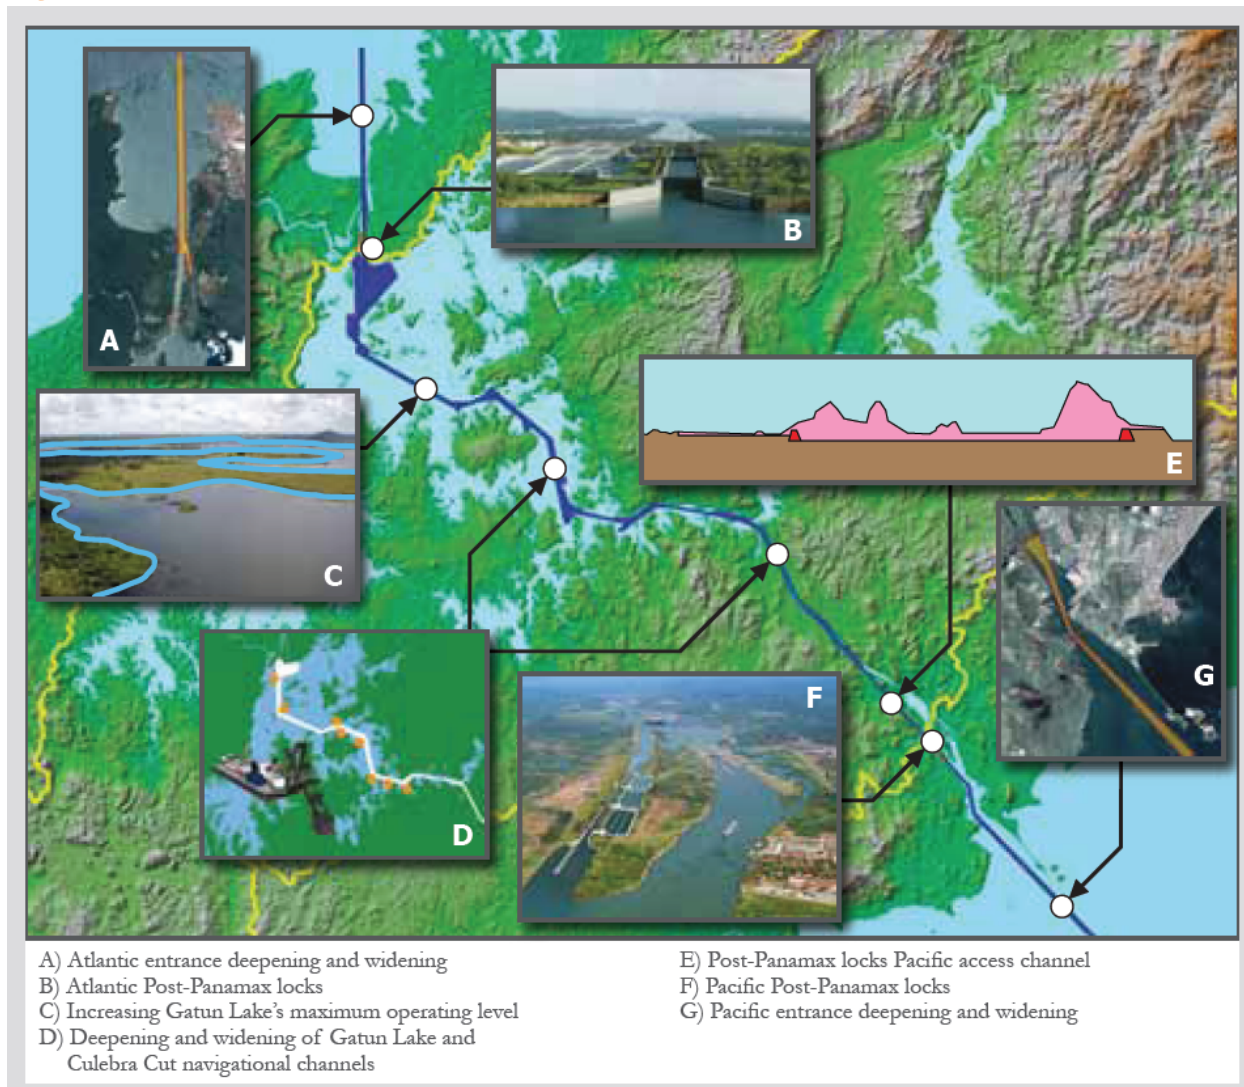 A
B
C
D
E
F
G
A) Atlantic entrance deepening and widening
B) Atlantic Post-Panamax locks
C) Increasing Gatun Lake's maximum operating level
D) Deepening and widening of Gatun Lake and
Culebra Cut navigational channels
E) Post-Panamax locks Pacific access channel
F) Pacific Post-Panamax locks
G) Pacific entrance deepening and widening